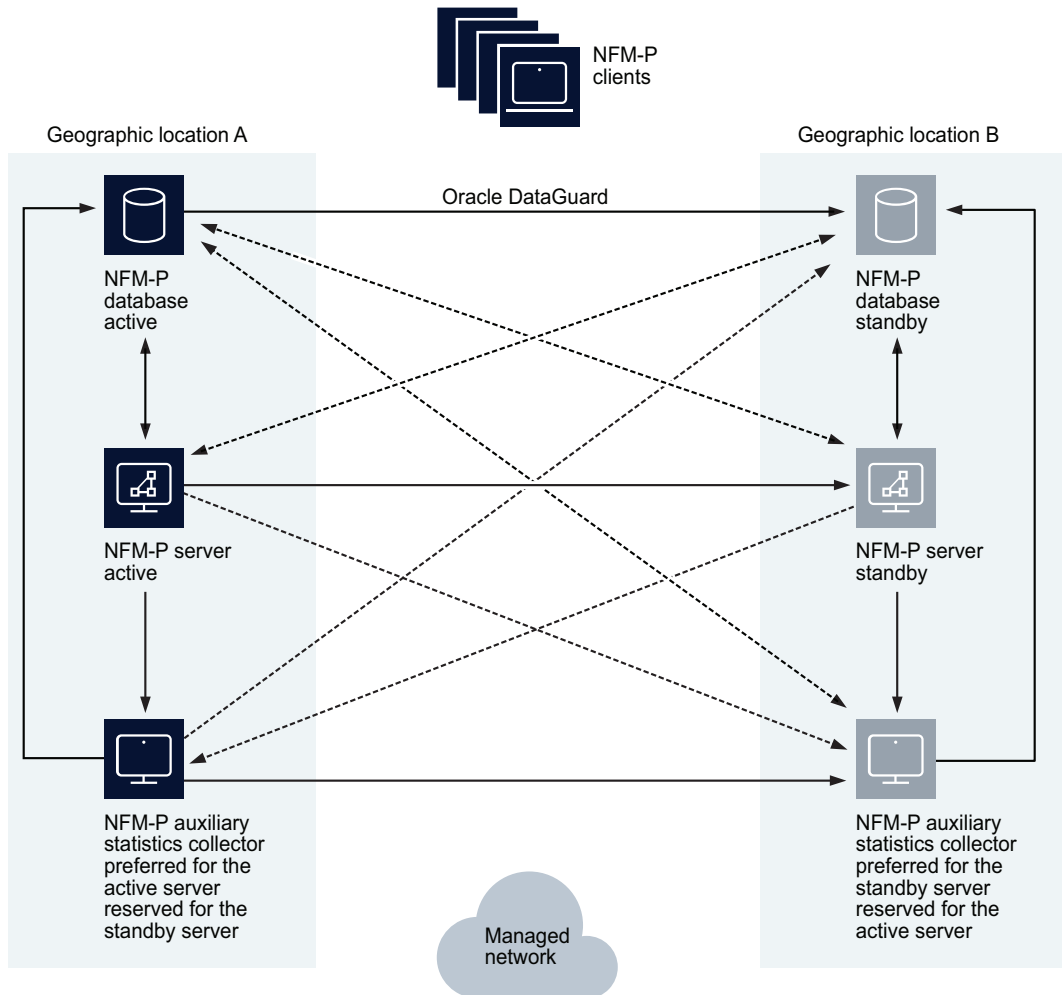 NFM-P
clients
Geographic location A
Geographic location B
Oracle DataGuard
NFM-P
database
active
NFM-P
database
standby
NFM-P server
active
NFM-P server
standby
NFM-P auxiliary
statistics collector
preferred for the
active server
reserved for the
standby server
NFM-P auxiliary
statistics collector
preferred for the
standby server
reserved for the
active server
Managed
network